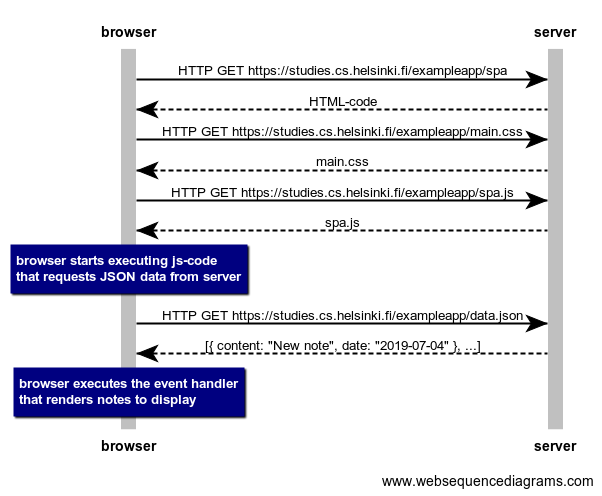 browser
server
HTTP GET https://studies.cs.helsinki.fi/exampleapp/spa
HTML-code
HTTP GET https://studies.cs.helsinki.fi/exampleapp/main.css
main.css
HTTP GET https://studies.cs.helsinki.fi/exampleapp/spa.js
spa.js
browser starts executing js-code
that requests JSON data from server
HTTP GET https://studies.cs.helsinki.fi/exampleapp/data.json
[{ content: "New note", date: "2019-07-04" }, ...]
browser executes the event handler
that renders notes to display
browser
server
www.websequencediagrams.com